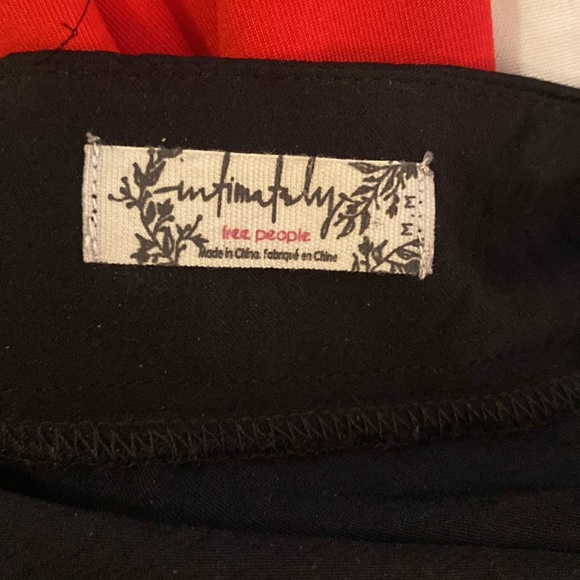 intimately
free people
Made in China. Fabriqué en Chine
M.M